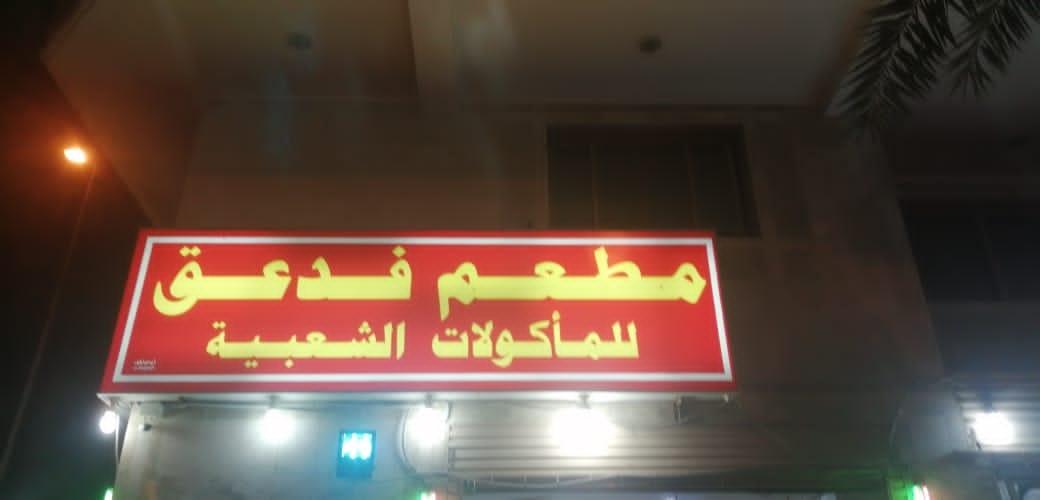 مطعم فدعق
للمأكولات الشعبية